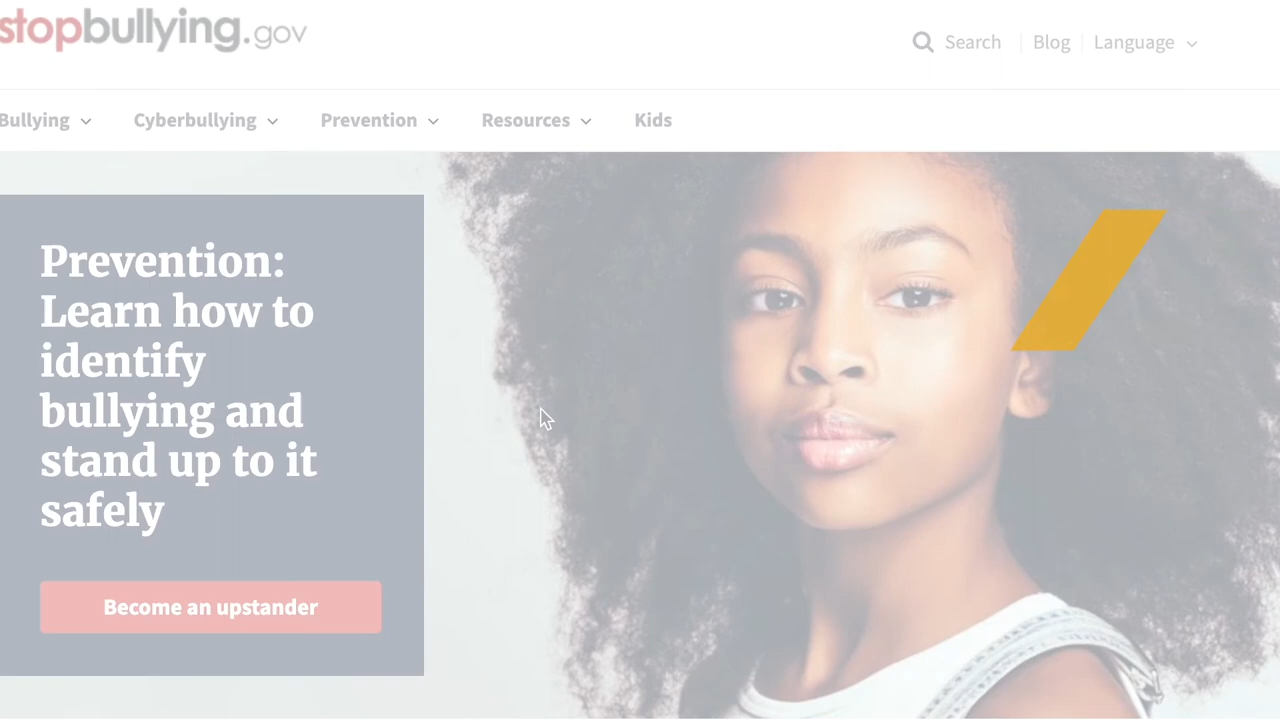 stopbullying.gov
Search
Blog
Language
Bullying
Cyberbullying
Prevention
Resources
Kids
Prevention:
Learn how to
identify
bullying and
stand up to it
safely
Become an upstander